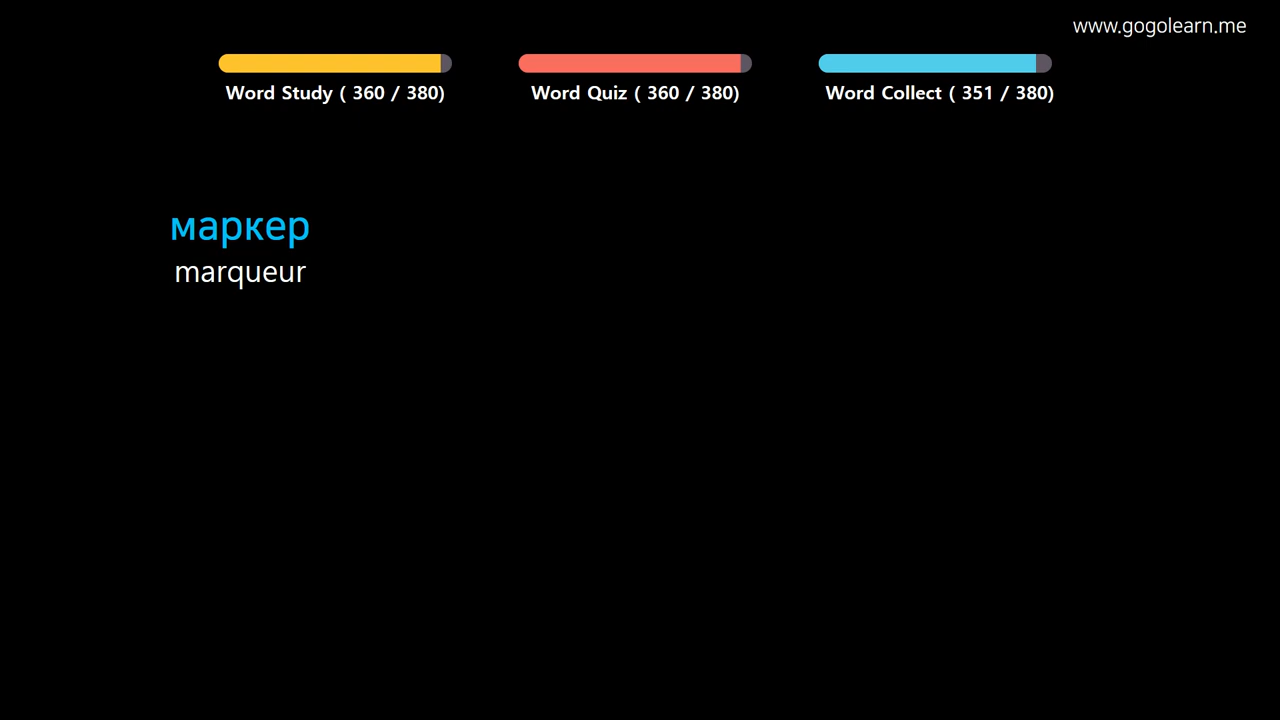 www.gogolearn.me
Word Study ( 360 / 380)
Word Quiz ( 360 / 380)
Word Collect ( 351 / 380)
маркер
marqueur